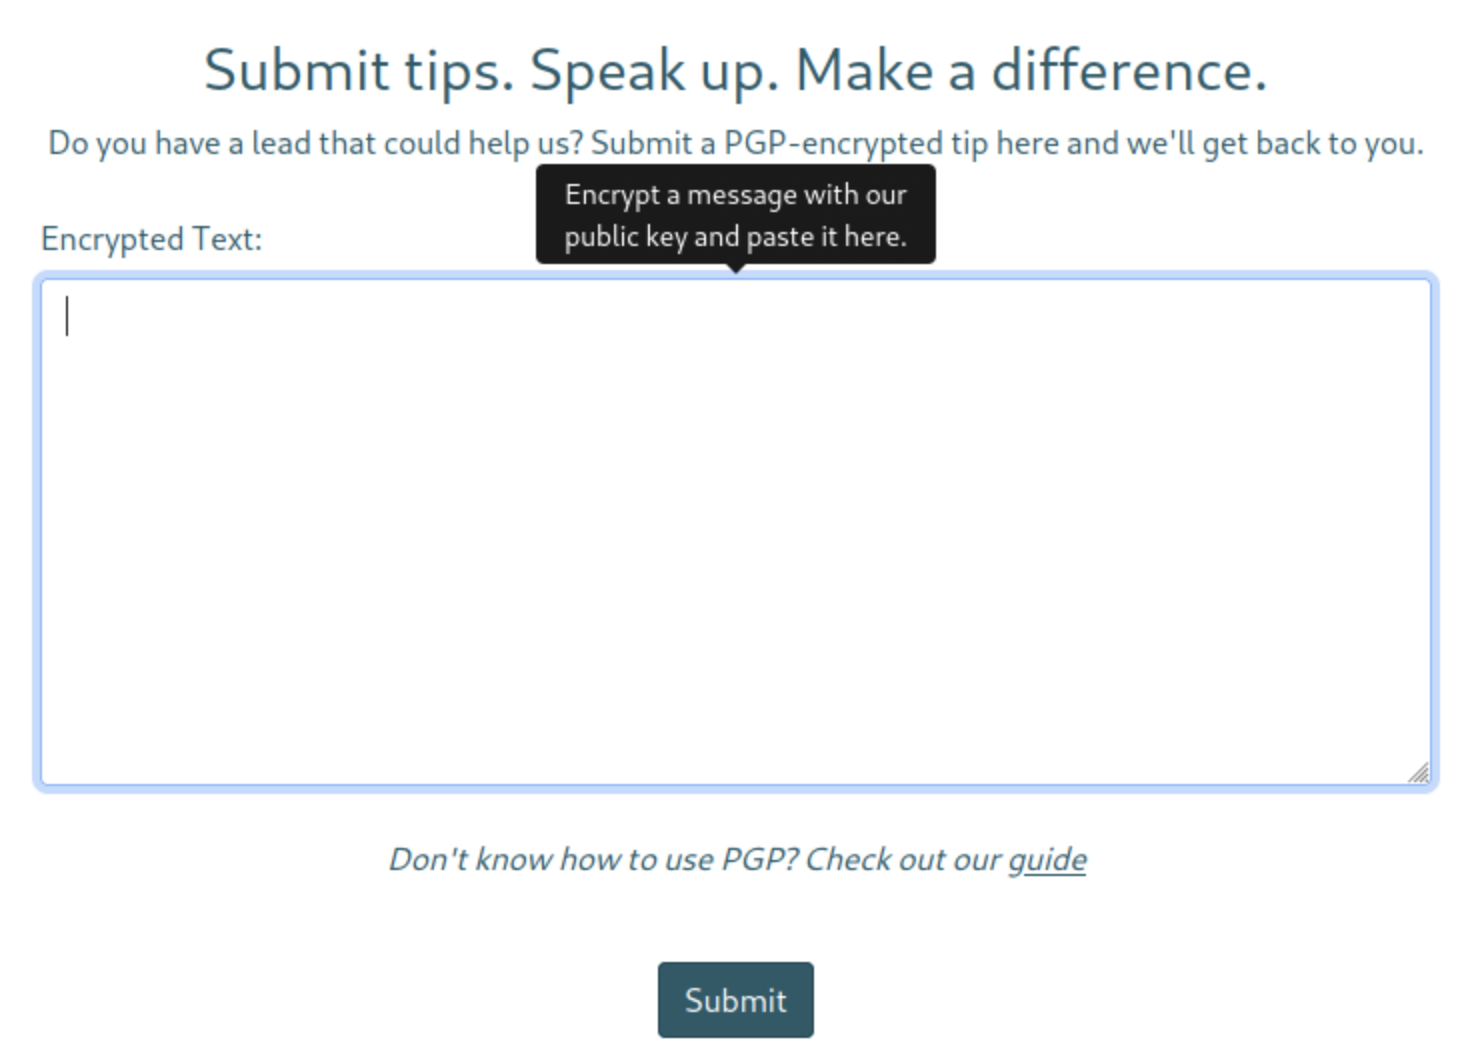 Submit tips. Speak up. Make a difference.
Do you have a lead that could help us? Submit a PGP-encrypted tip here and we'll get back to you.
Encrypt a message with our
public key and paste it here.
Encrypted Text:
Don't know how to use PGP? Check out our guide
Submit